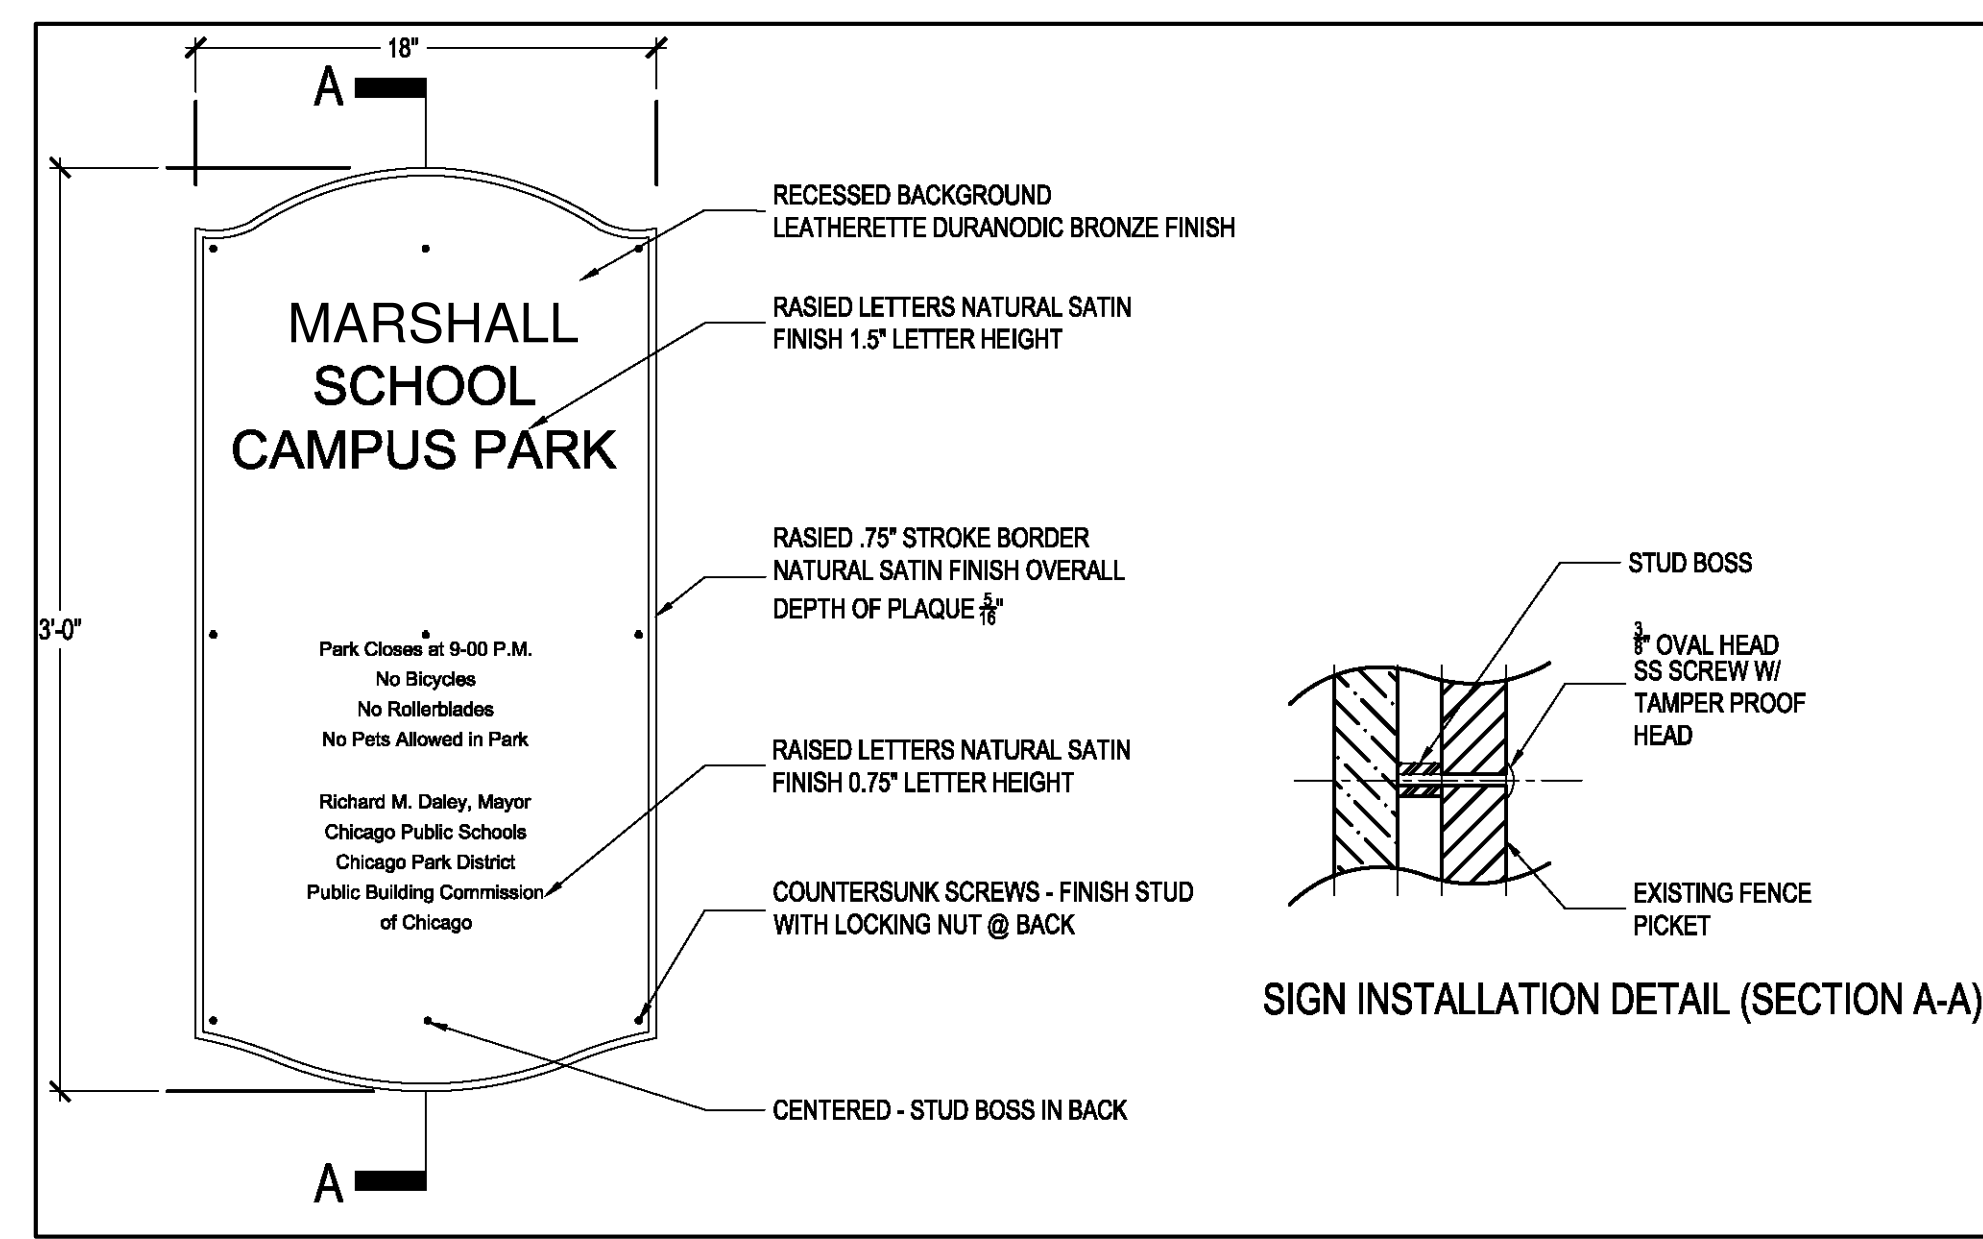 18"
A
3'-0"
MARSHALL
SCHOOL
CAMPUS PARK
Park Closes at 9-00 P.M.
No Bicycles
No Rollerblades
No Pets Allowed in Park
Richard M. Daley, Mayor
Chicago Public Schools
Chicago Park District
Public Building Commission
of Chicago
A
RECESSED BACKGROUND
LEATHERETTE DURANODIC BRONZE FINISH
RASIED LETTERS NATURAL SATIN
FINISH 1.5" LETTER HEIGHT
RASIED .75" STROKE BORDER
NATURAL SATIN FINISH OVERALL
DEPTH OF PLAQUE 5/16"
RAISED LETTERS NATURAL SATIN
FINISH 0.75" LETTER HEIGHT
COUNTERSUNK SCREWS - FINISH STUD
WITH LOCKING NUT @ BACK
CENTERED - STUD BOSS IN BACK
STUD BOSS
3/8" OVAL HEAD
SS SCREW W/
TAMPER PROOF
HEAD
EXISTING FENCE
PICKET
SIGN INSTALLATION DETAIL (SECTION A-A)